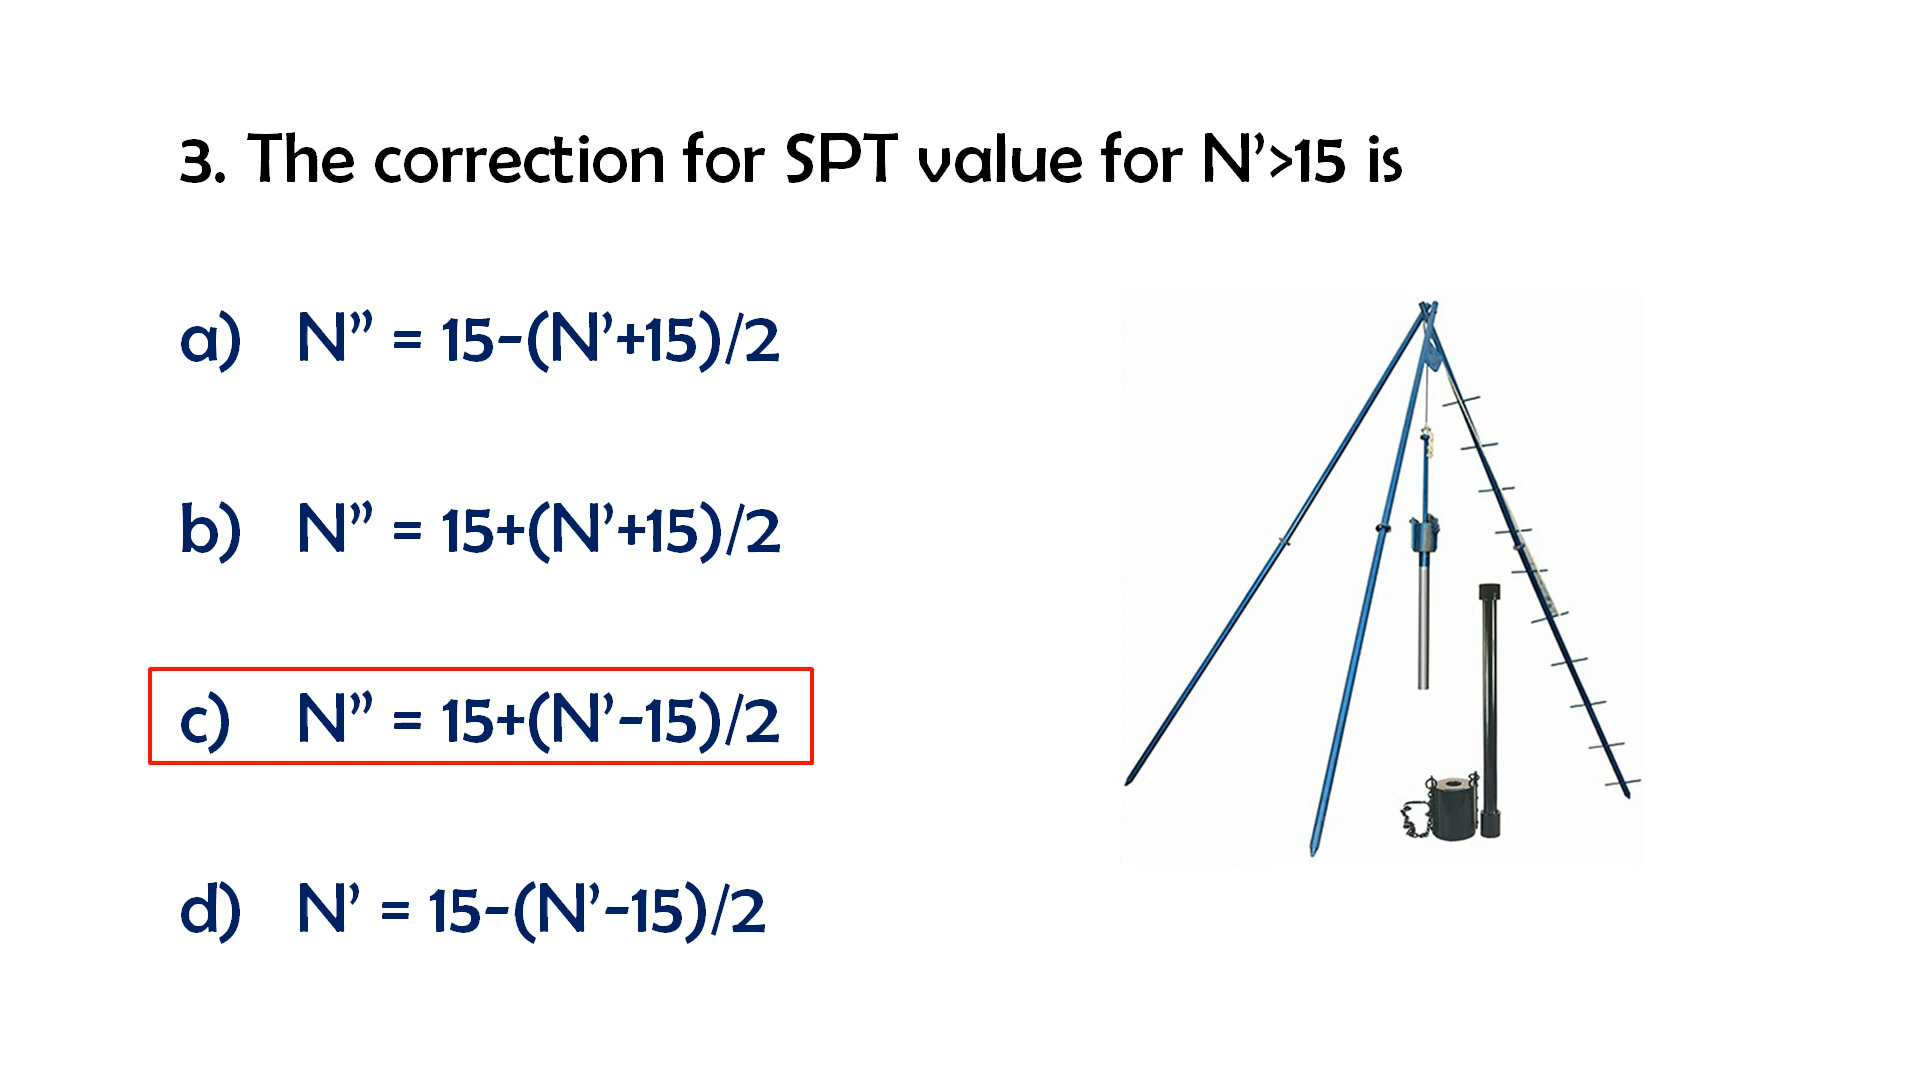 3. The correction for SPT value for N’>15 is
a) N” = 15-(N’+15)/2
b) N” = 15+(N’+15)/2
c) N” = 15+(N’-15)/2
d) N’ = 15-(N’-15)/2